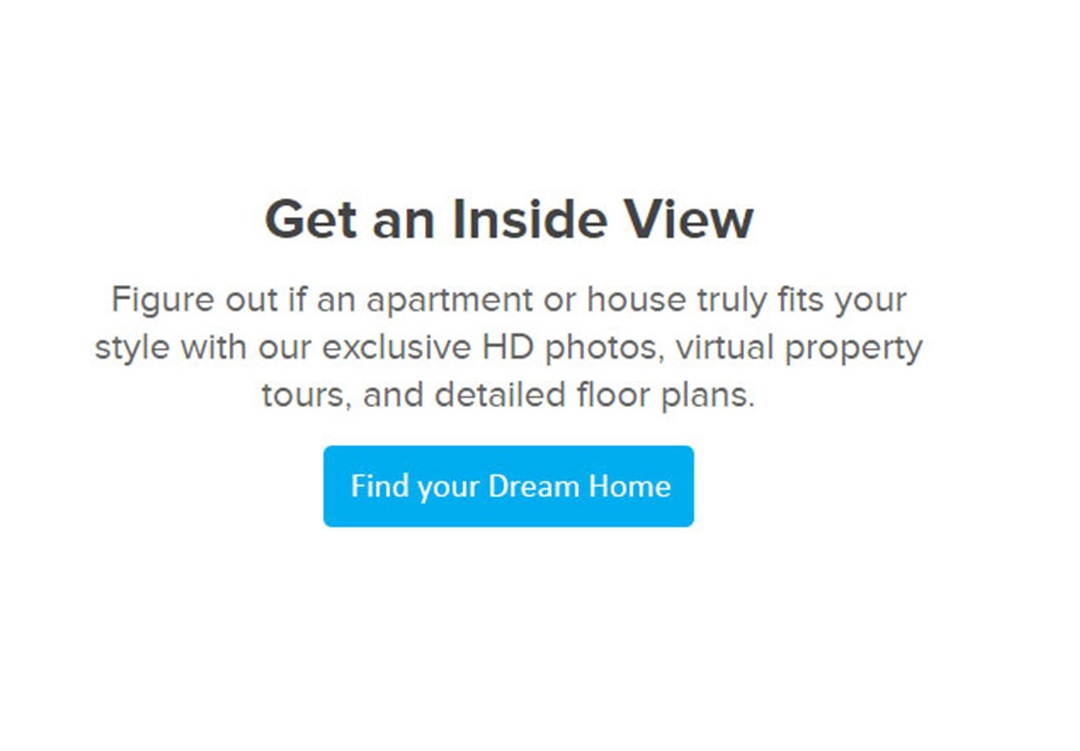 Get an Inside View
Figure out if an apartment or house truly fits your
style with our exclusive HD photos, virtual property
tours, and detailed floor plans.
Find your Dream Home